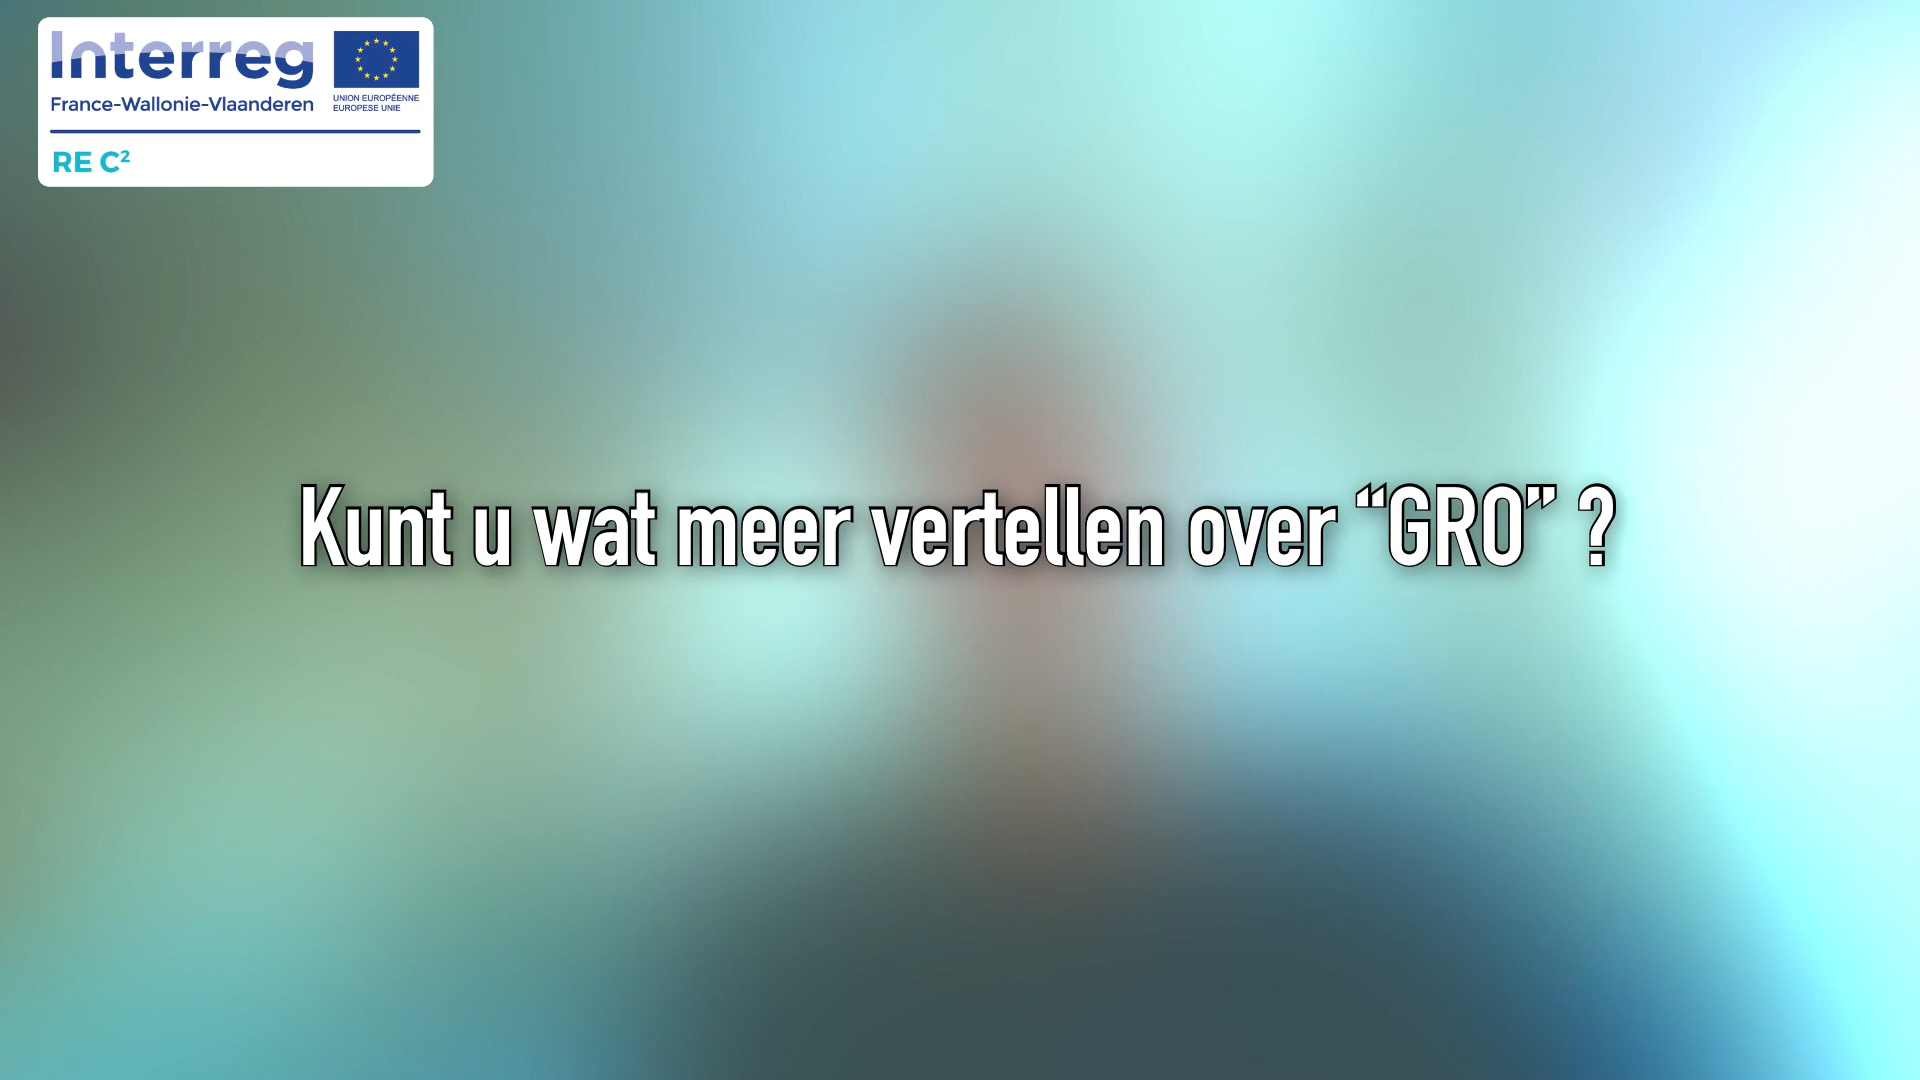 Interreg
France-Wallonie-Vlaanderen
UNION EUROPÉENNE
EUROPESE UNIE
RE C²
Kunt u wat meer vertellen over “GRO” ?